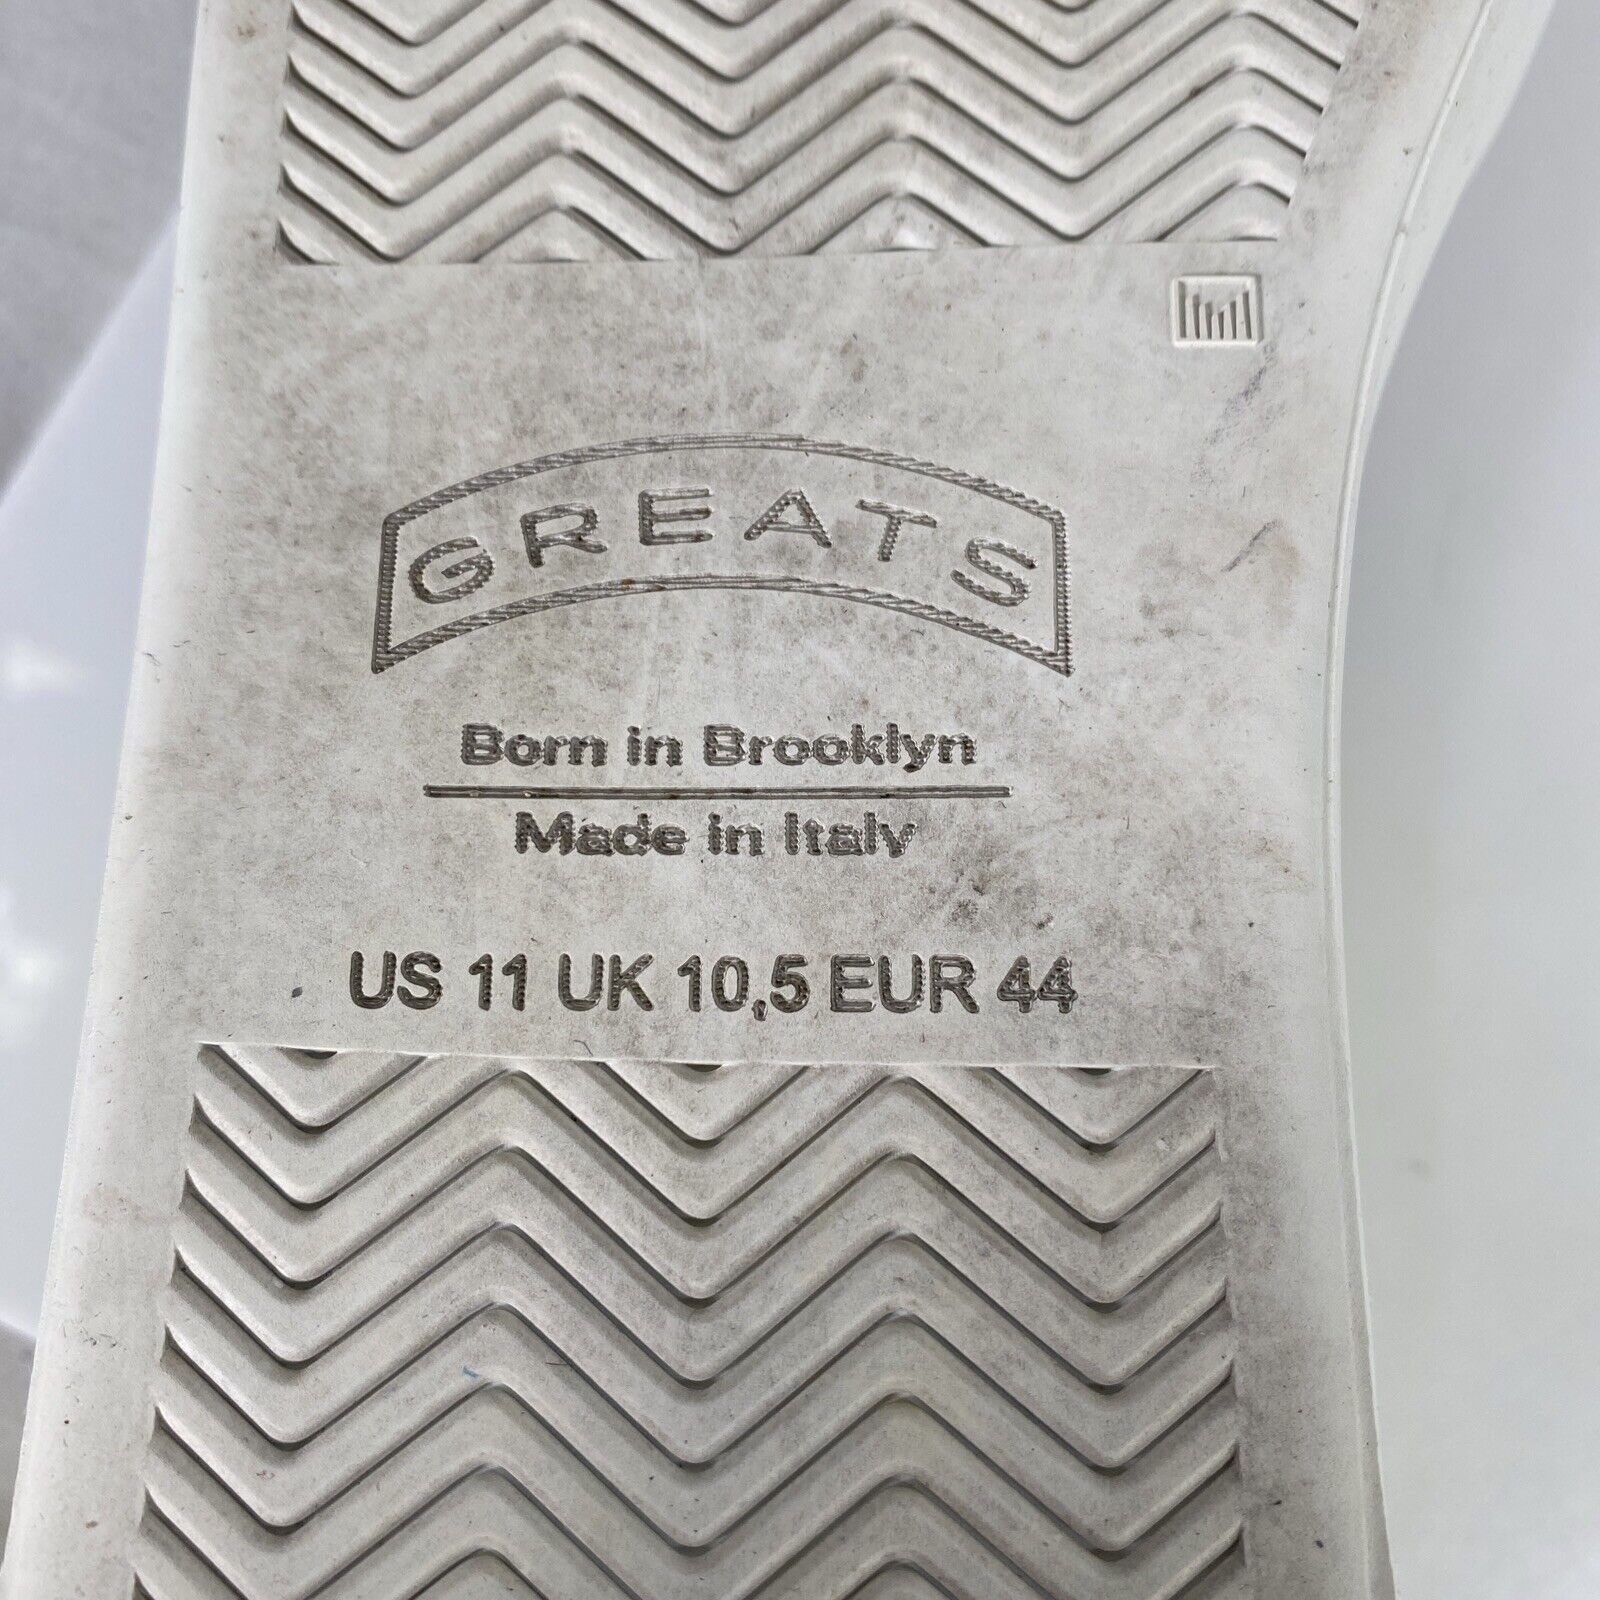 GREATS
Born in Brooklyn
Made in Italy
US 11 UK 10,5 EUR 44